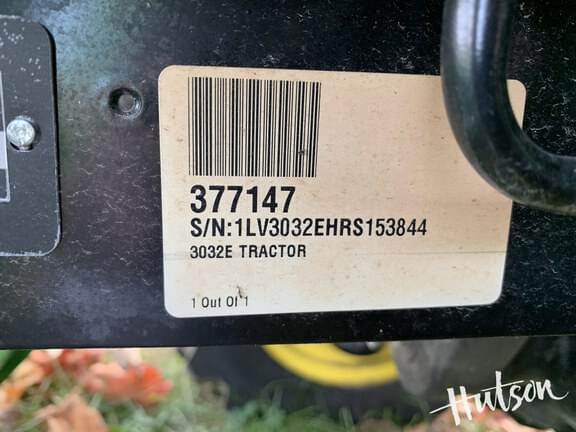 377147
S/N:1LV3032EHRS153844
3032E TRACTOR
1 Out Of 1
Hutson